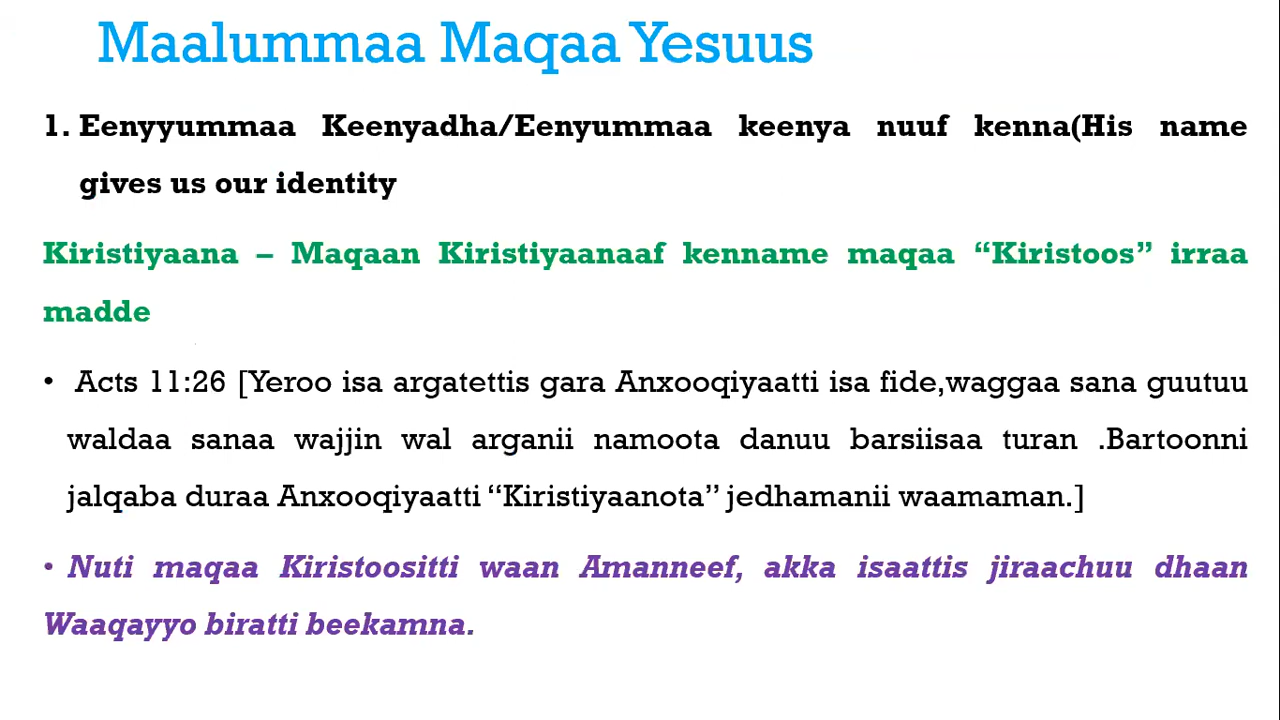 Maalummaa Maqaa Yesuus
1. Eenyyummaa Keenyadha/Eenyummaa keenya nuuf kenna(His name
gives us our identity
Kiristiyaana – Maqaan Kiristiyaanaaf kenname maqaa “Kiristoos” irraa
madde
• Acts 11:26 [Yeroo isa argatettis gara Anxooqiyaatti isa fide,waggaa sana guutuu
waldaa sanaa wajjin wal arganii namoota danuu barsiisaa turan .Bartoonni
jalqaba duraa Anxooqiyaatti “Kiristiyaanota” jedhamanii waamaman.]
• Nuti maqaa Kiristoositti waan Amanneef, akka isaattis jiraachuu dhaan
Waaqayyo biratti beekamna.